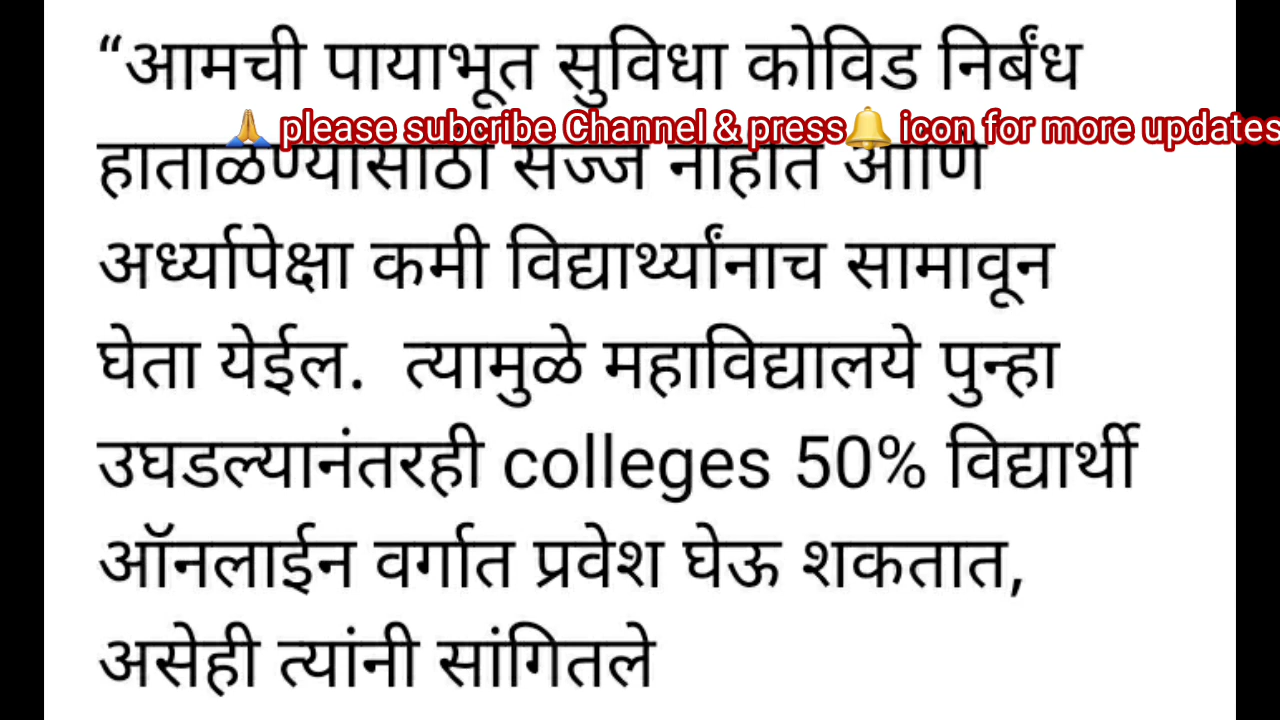 “आमची पायाभूत सुविधा कोविड निर्बंध
🙏 please subcribe Channel & press🔔 icon for more updates
हाताळण्यासाठी सज्ज नाहीत आणि
अर्ध्यापेक्षा कमी विद्यार्थ्यांनाच सामावून
घेता येईल. त्यामुळे महाविद्यालये पुन्हा
उघडल्यानंतरही colleges 50% विद्यार्थी
ऑनलाईन वर्गात प्रवेश घेऊ शकतात,
असेही त्यांनी सांगितले